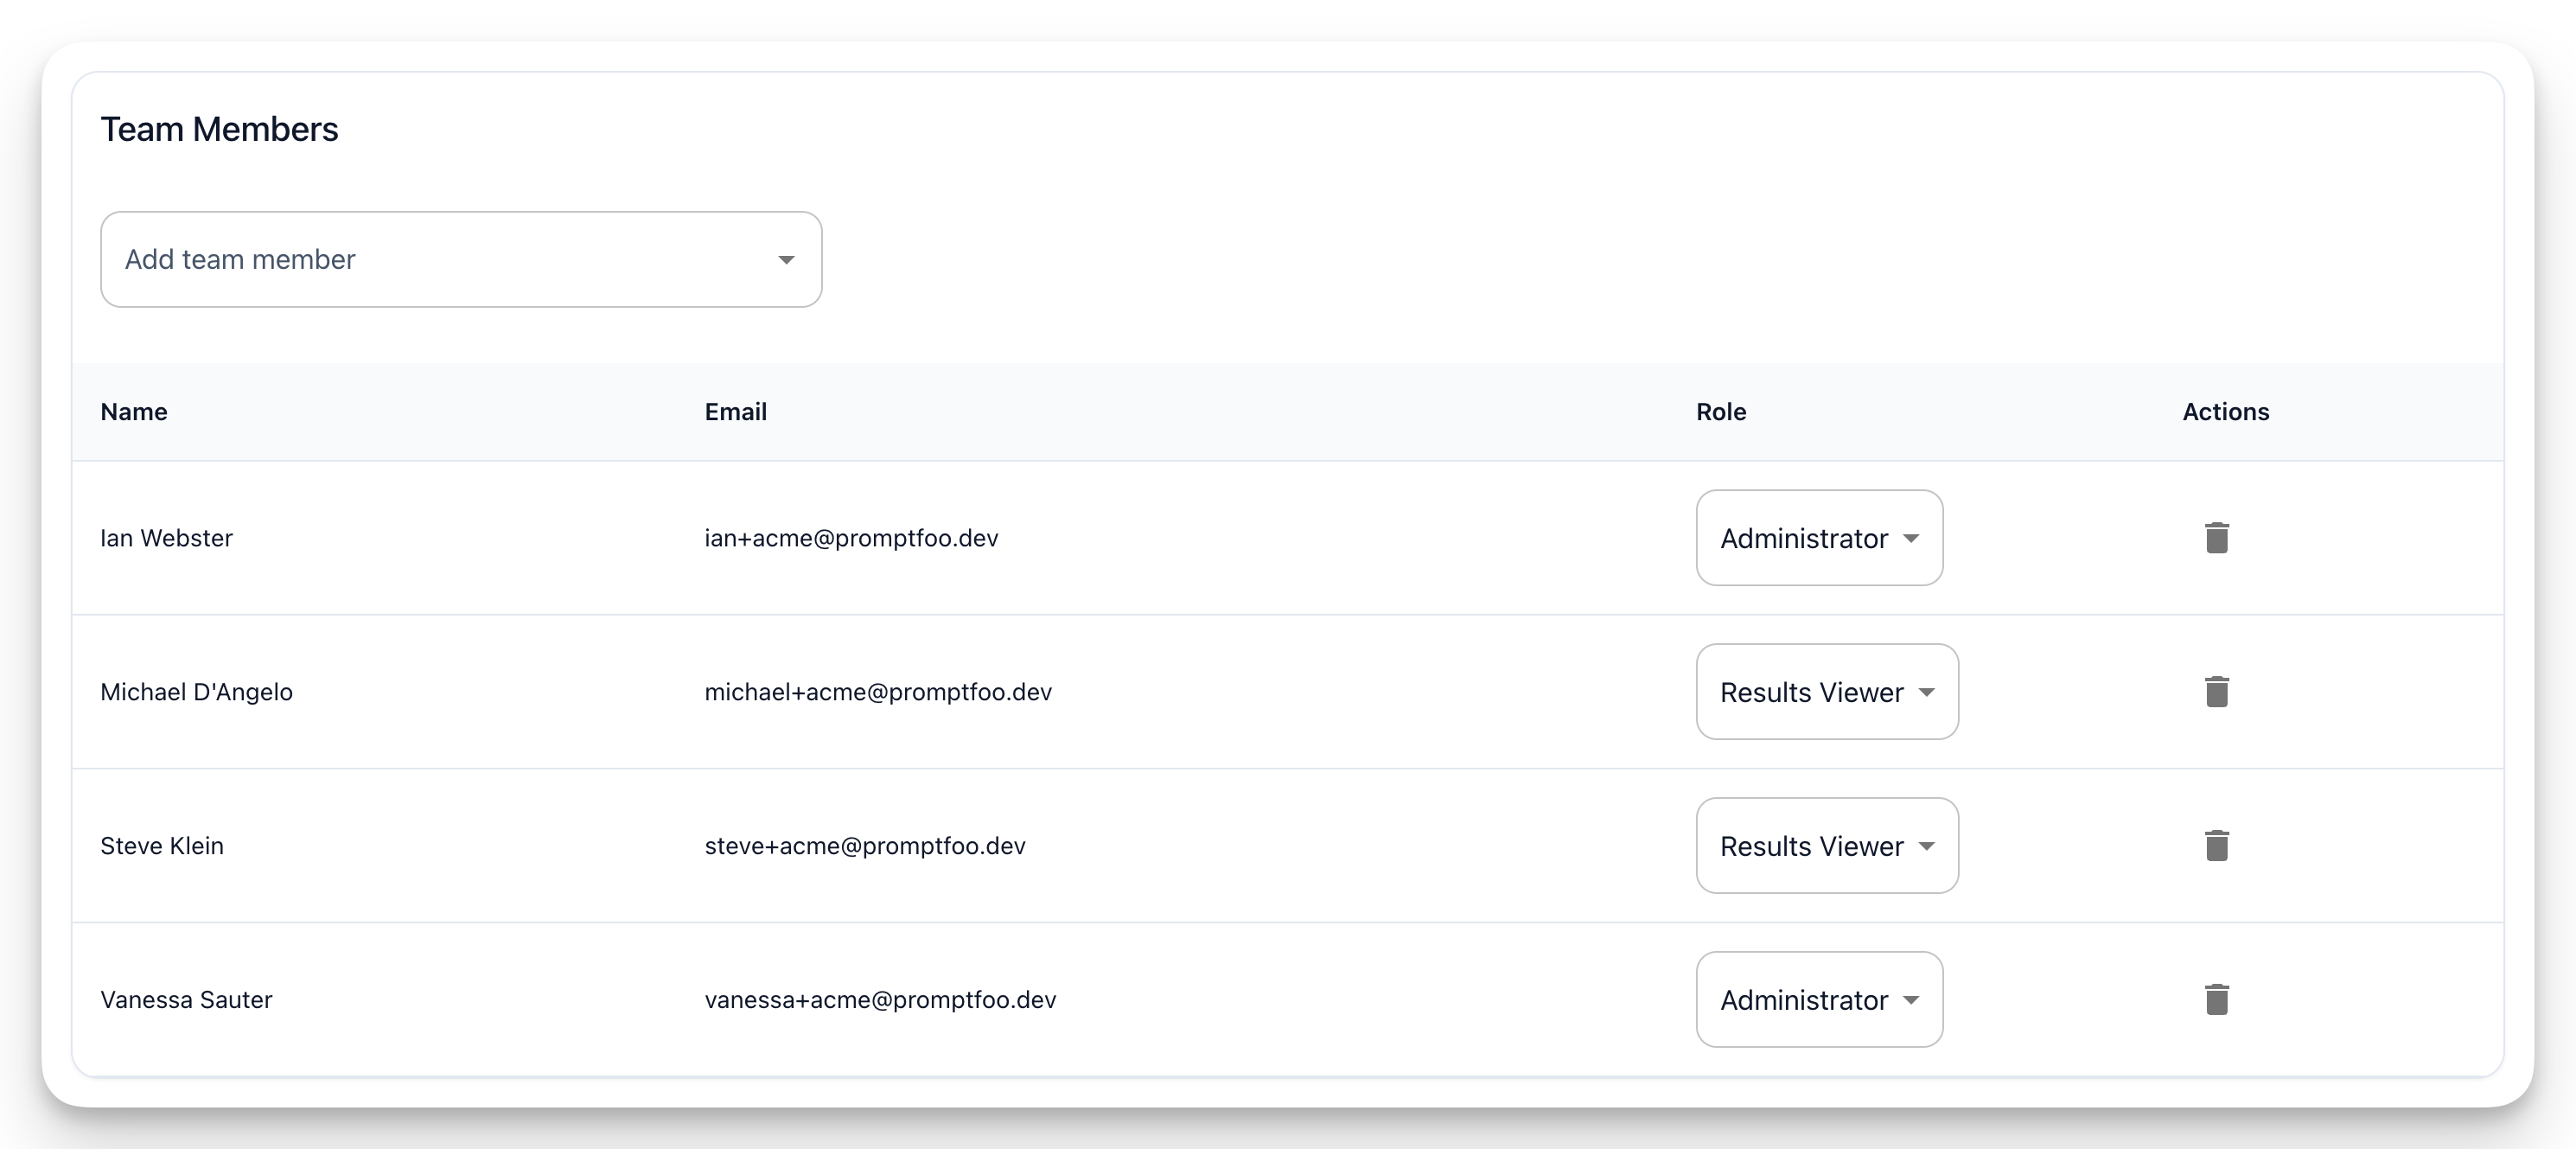 Team Members
Add team member
Name Email Role Actions
Ian Webster ian+acme@promptfoo.dev Administrator
Michael D'Angelo michael+acme@promptfoo.dev Results Viewer
Steve Klein steve+acme@promptfoo.dev Results Viewer
Vanessa Sauter vanessa+acme@promptfoo.dev Administrator